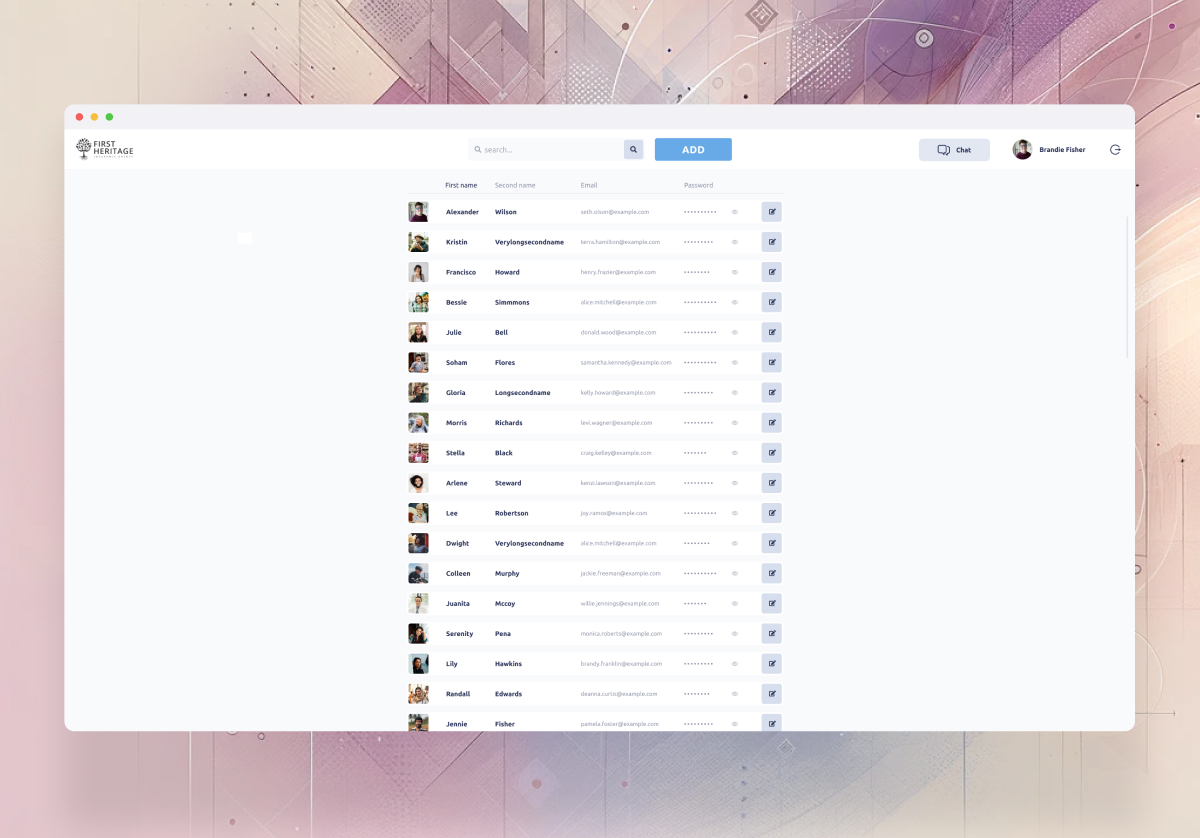 FIRST
HERITAGE
search...
ADD
Chat
Brandie Fisher
First name Second name Email Password
Alexander Wilson seth.olsen@example.com
Kristin Verylongsecondname kerra.hamilton@example.com
Francisco Howard henry.frazier@example.com
Bessie Simmmons alice.mitchell@example.com
Julie Bell donald.wood@example.com
Soham Flores samantha.kennedy@example.com
Gloria Longsecondname kelly.howard@example.com
Morris Richards levi.wagner@example.com
Stella Black craig.kelley@example.com
Arlene Steward kenzi.lawson@example.com
Lee Robertson joy.ramos@example.com
Dwight Verylongsecondname alice.mitchell@example.com
Colleen Murphy jackie.freeman@example.com
Juanita Mccoy willie.jennings@example.com
Serenity Pena monica.roberts@example.com
Lily Hawkins brandy.franklin@example.com
Randall Edwards deanna.curtis@example.com
Jennie Fisher pamela.foster@example.com